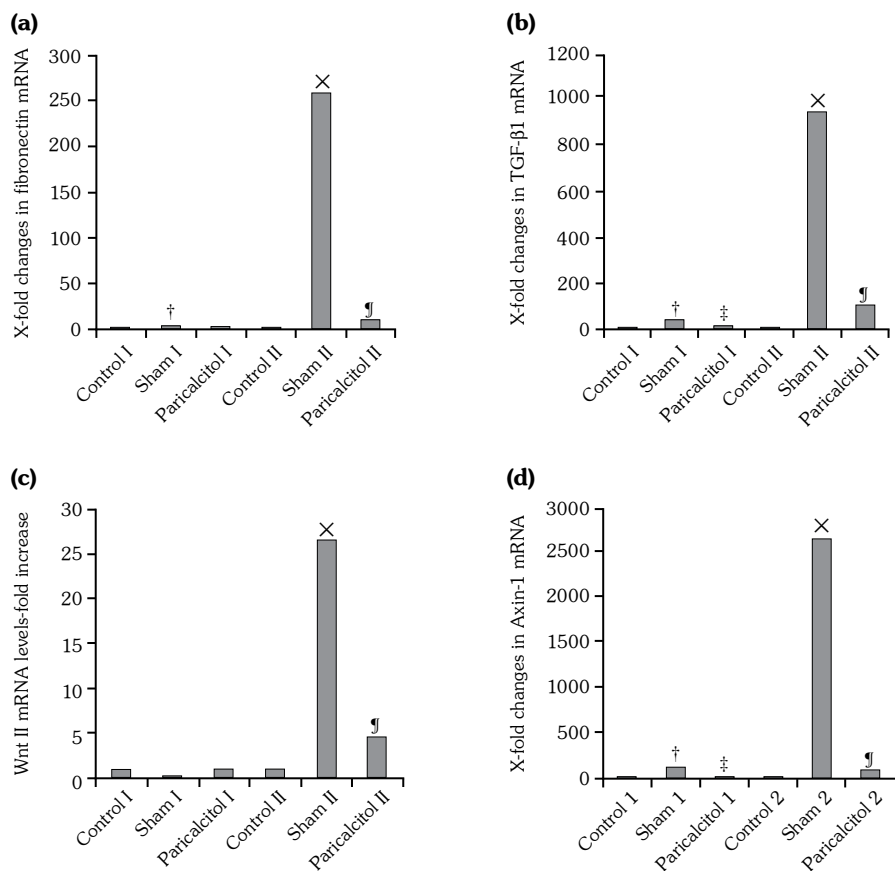 (a)
X-fold changes in fibronectin mRNA
300
250
200
150
100
50
0
†
×
¶
Control I
Sham I
Paricalcitol I
Control II
Sham II
Paricalcitol II
(b)
X-fold changes in TGF-β1 mRNA
1200
1000
800
600
400
200
0
†
‡
×
¶
Control I
Sham I
Paricalcitol I
Control II
Sham II
Paricalcitol II
(c)
Wnt II mRNA levels-fold increase
30
25
20
15
10
5
0
×
¶
Control I
Sham I
Paricalcitol I
Control II
Sham II
Paricalcitol II
(d)
X-fold changes in Axin-1 mRNA
3000
2500
2000
1500
1000
500
0
†
‡
×
¶
Control 1
Sham 1
Paricalcitol 1
Control 2
Sham 2
Paricalcitol 2